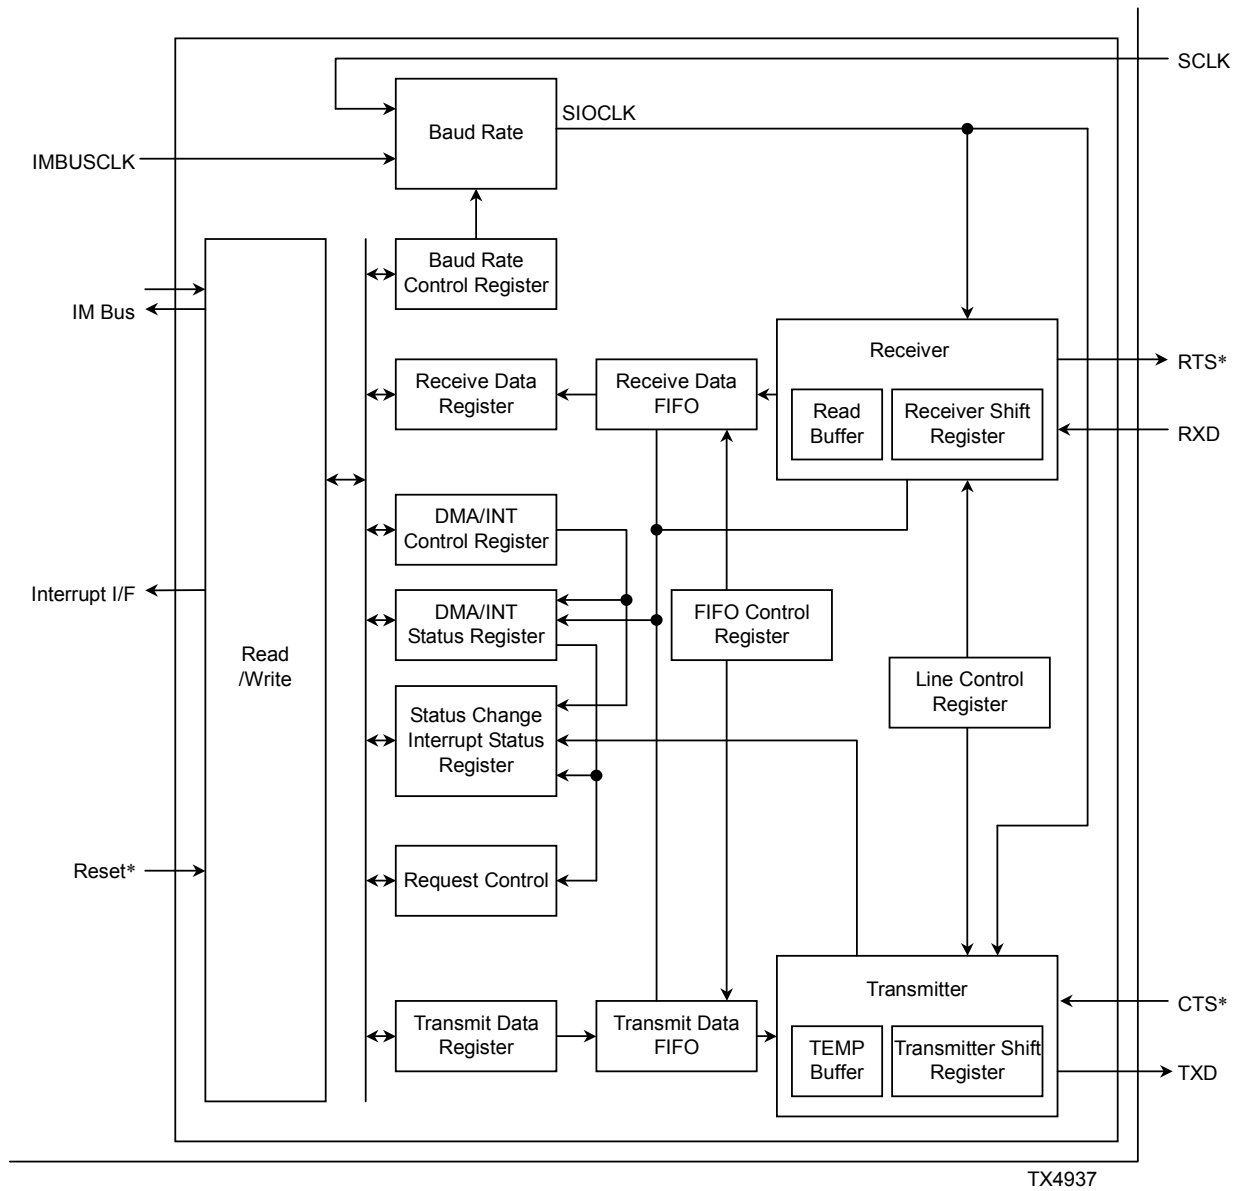 SCLK
SIOCLK
Baud Rate
IMBUSCLK
Baud Rate
Control Register
IM Bus
Receiver
RTS*
Receive Data
Register
Receive Data
FIFO
Read
Buffer
Receiver Shift
Register
RXD
DMA/INT
Control Register
Interrupt I/F
DMA/INT
Status Register
FIFO Control
Register
Read
/Write
Line Control
Register
Status Change
Interrupt Status
Register
Reset*
Request Control
Transmitter
CTS*
Transmit Data
Register
Transmit Data
FIFO
TEMP
Buffer
Transmitter Shift
Register
TXD
TX4937